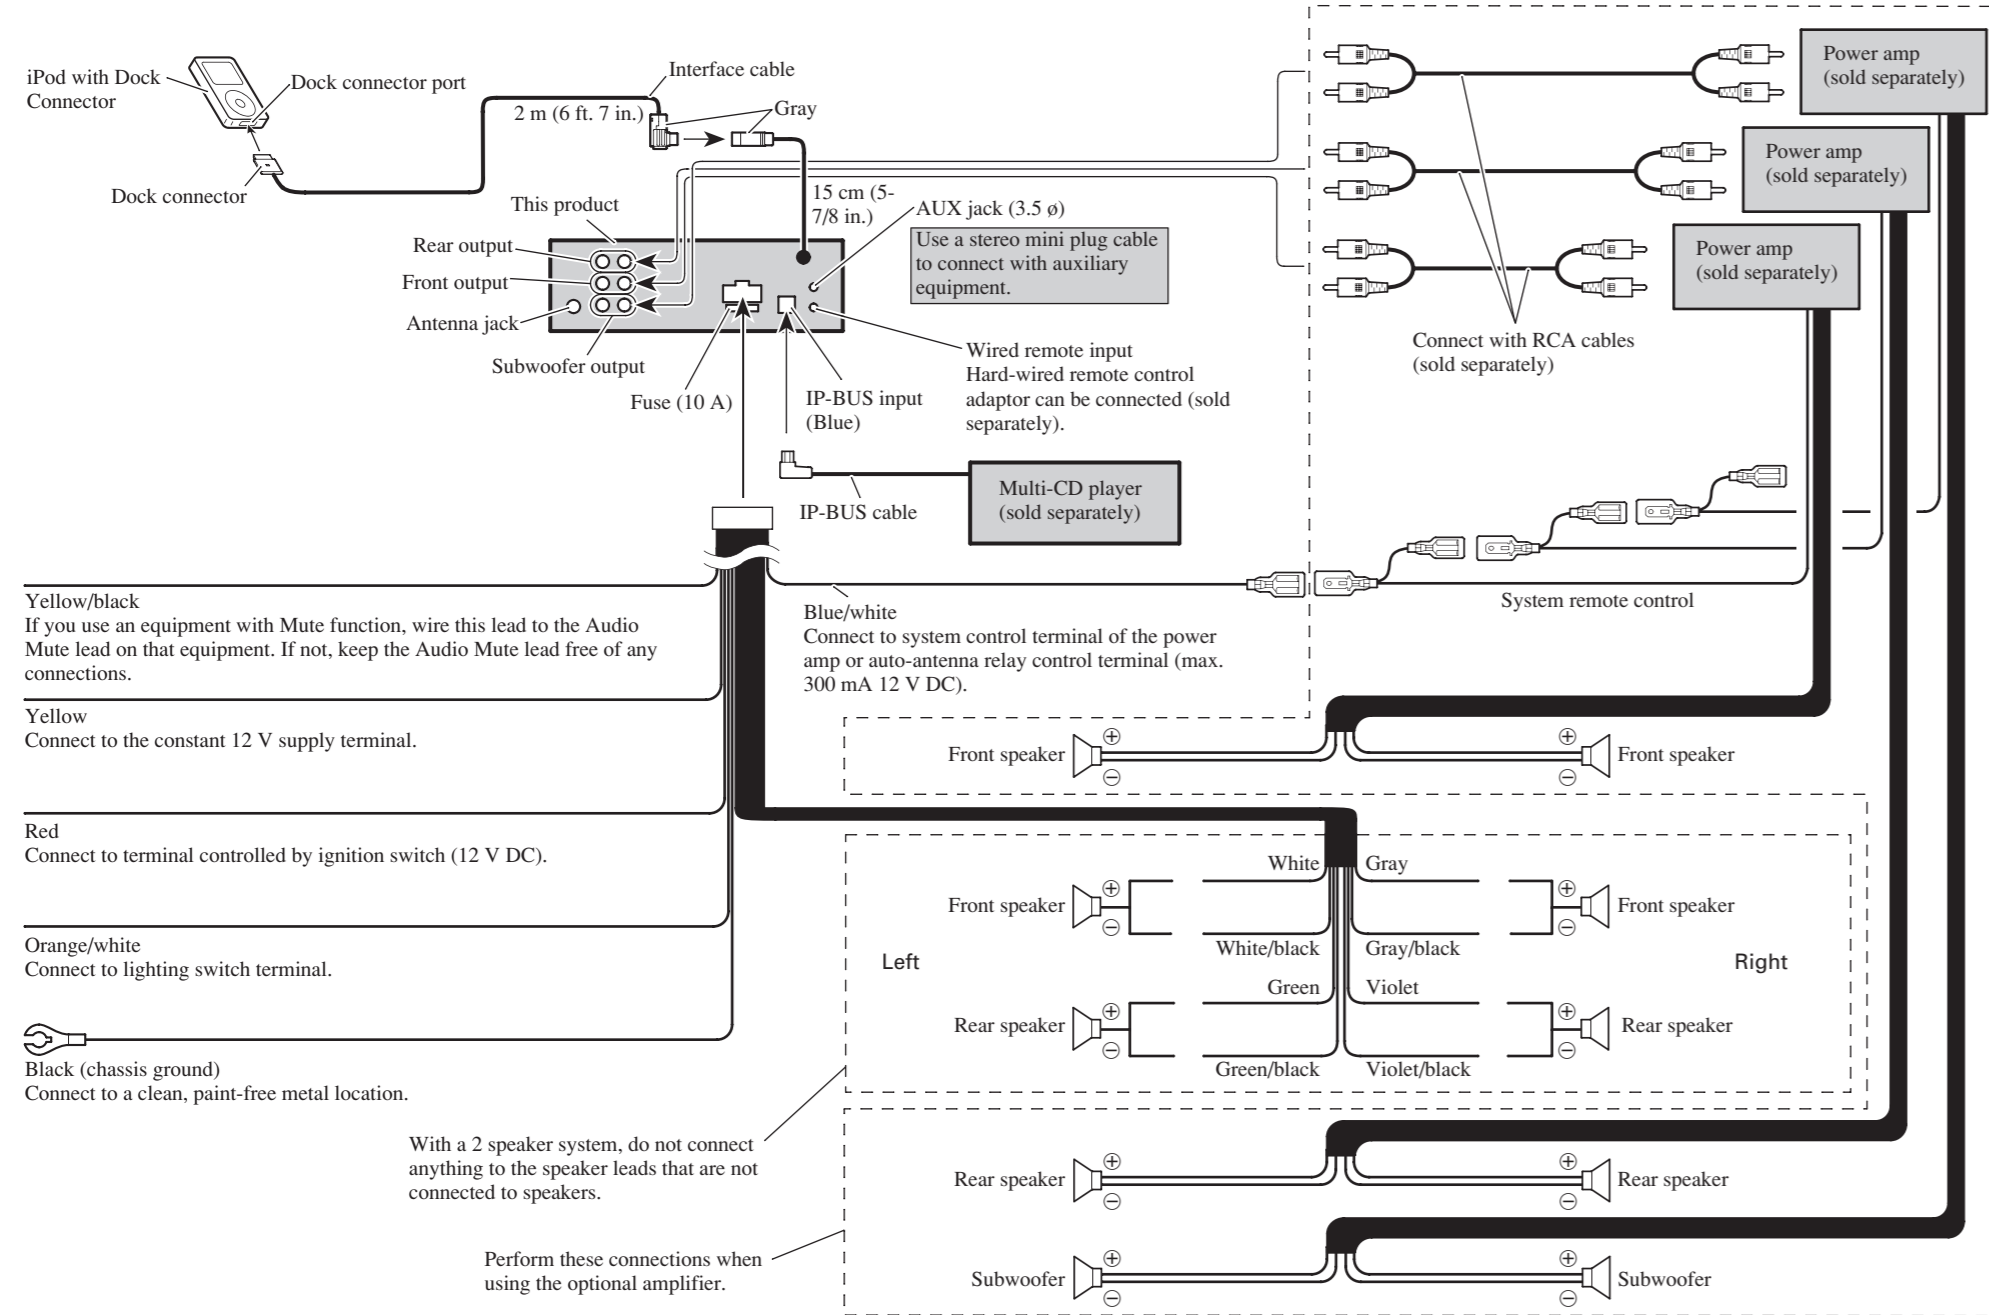 iPod with Dock
Connector
Dock connector port
Interface cable
2 m (6 ft. 7 in.)
Gray
Dock connector
15 cm (5-
7/8 in.)
This product
Rear output
Front output
Antenna jack
Subwoofer output
Fuse (10 A)
AUX jack (3.5 ø)
Use a stereo mini plug cable
to connect with auxiliary
equipment.
Wired remote input
Hard-wired remote control
adaptor can be connected (sold
separately).
IP-BUS input
(Blue)
IP-BUS cable
Multi-CD player
(sold separately)
Power amp
(sold separately)
Power amp
(sold separately)
Power amp
(sold separately)
Connect with RCA cables
(sold separately)
System remote control
Yellow/black
If you use an equipment with Mute function, wire this lead to the Audio
Mute lead on that equipment. If not, keep the Audio Mute lead free of any
connections.
Yellow
Connect to the constant 12 V supply terminal.
Red
Connect to terminal controlled by ignition switch (12 V DC).
Orange/white
Connect to lighting switch terminal.
Black (chassis ground)
Connect to a clean, paint-free metal location.
Blue/white
Connect to system control terminal of the power
amp or auto-antenna relay control terminal (max.
300 mA 12 V DC).
Front speaker
+
−
+
−
Front speaker
White
Gray
Front speaker
+
−
+
−
Front speaker
White/black
Gray/black
Left
Right
Green
Violet
Rear speaker
+
−
+
−
Rear speaker
Green/black
Violet/black
With a 2 speaker system, do not connect
anything to the speaker leads that are not
connected to speakers.
Rear speaker
+
−
+
−
Rear speaker
Perform these connections when
using the optional amplifier.
Subwoofer
+
−
+
−
Subwoofer